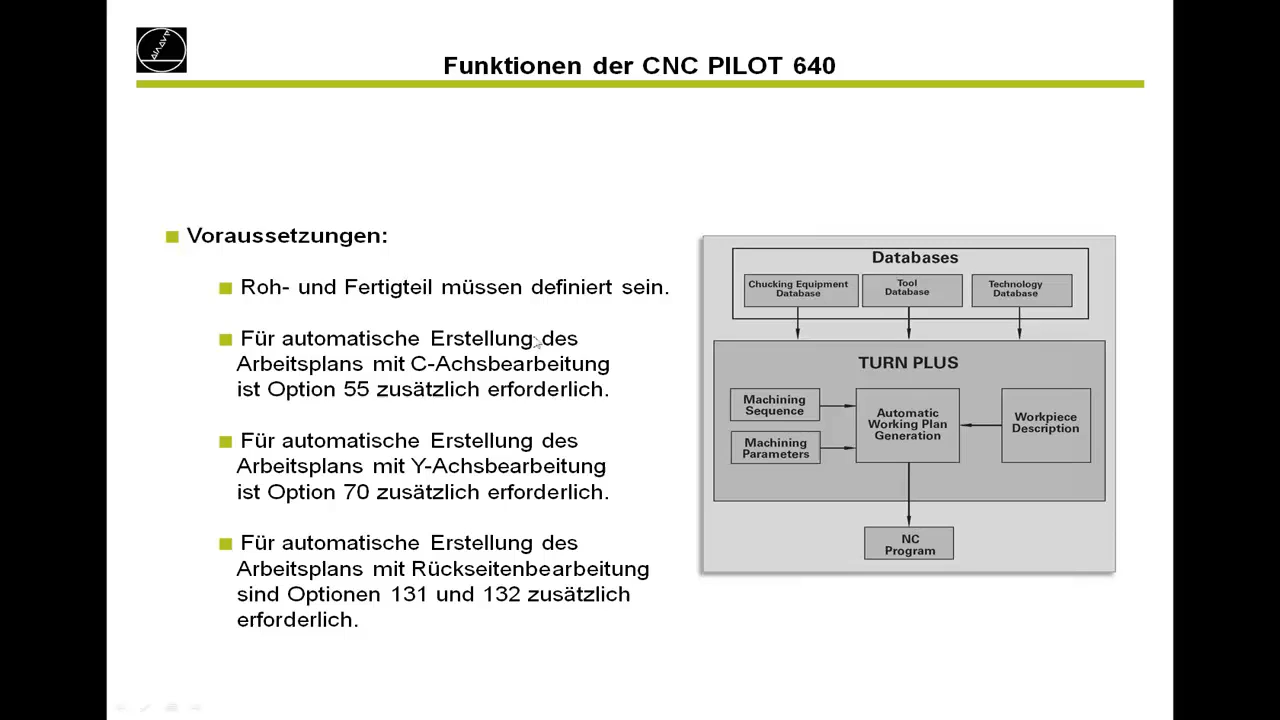 Funktionen der CNC PILOT 640
Voraussetzungen:
Roh- und Fertigteil müssen definiert sein.
Für automatische Erstellung des
Arbeitsplans mit C-Achsbearbeitung
ist Option 55 zusätzlich erforderlich.
Für automatische Erstellung des
Arbeitsplans mit Y-Achsbearbeitung
ist Option 70 zusätzlich erforderlich.
Für automatische Erstellung des
Arbeitsplans mit Rückseitenbearbeitung
sind Optionen 131 und 132 zusätzlich
erforderlich.
Databases
Chucking Equipment
Database
Tool
Database
Technology
Database
TURN PLUS
Machining
Sequence
Machining
Parameters
Automatic
Working Plan
Generation
Workpiece
Description
NC
Program